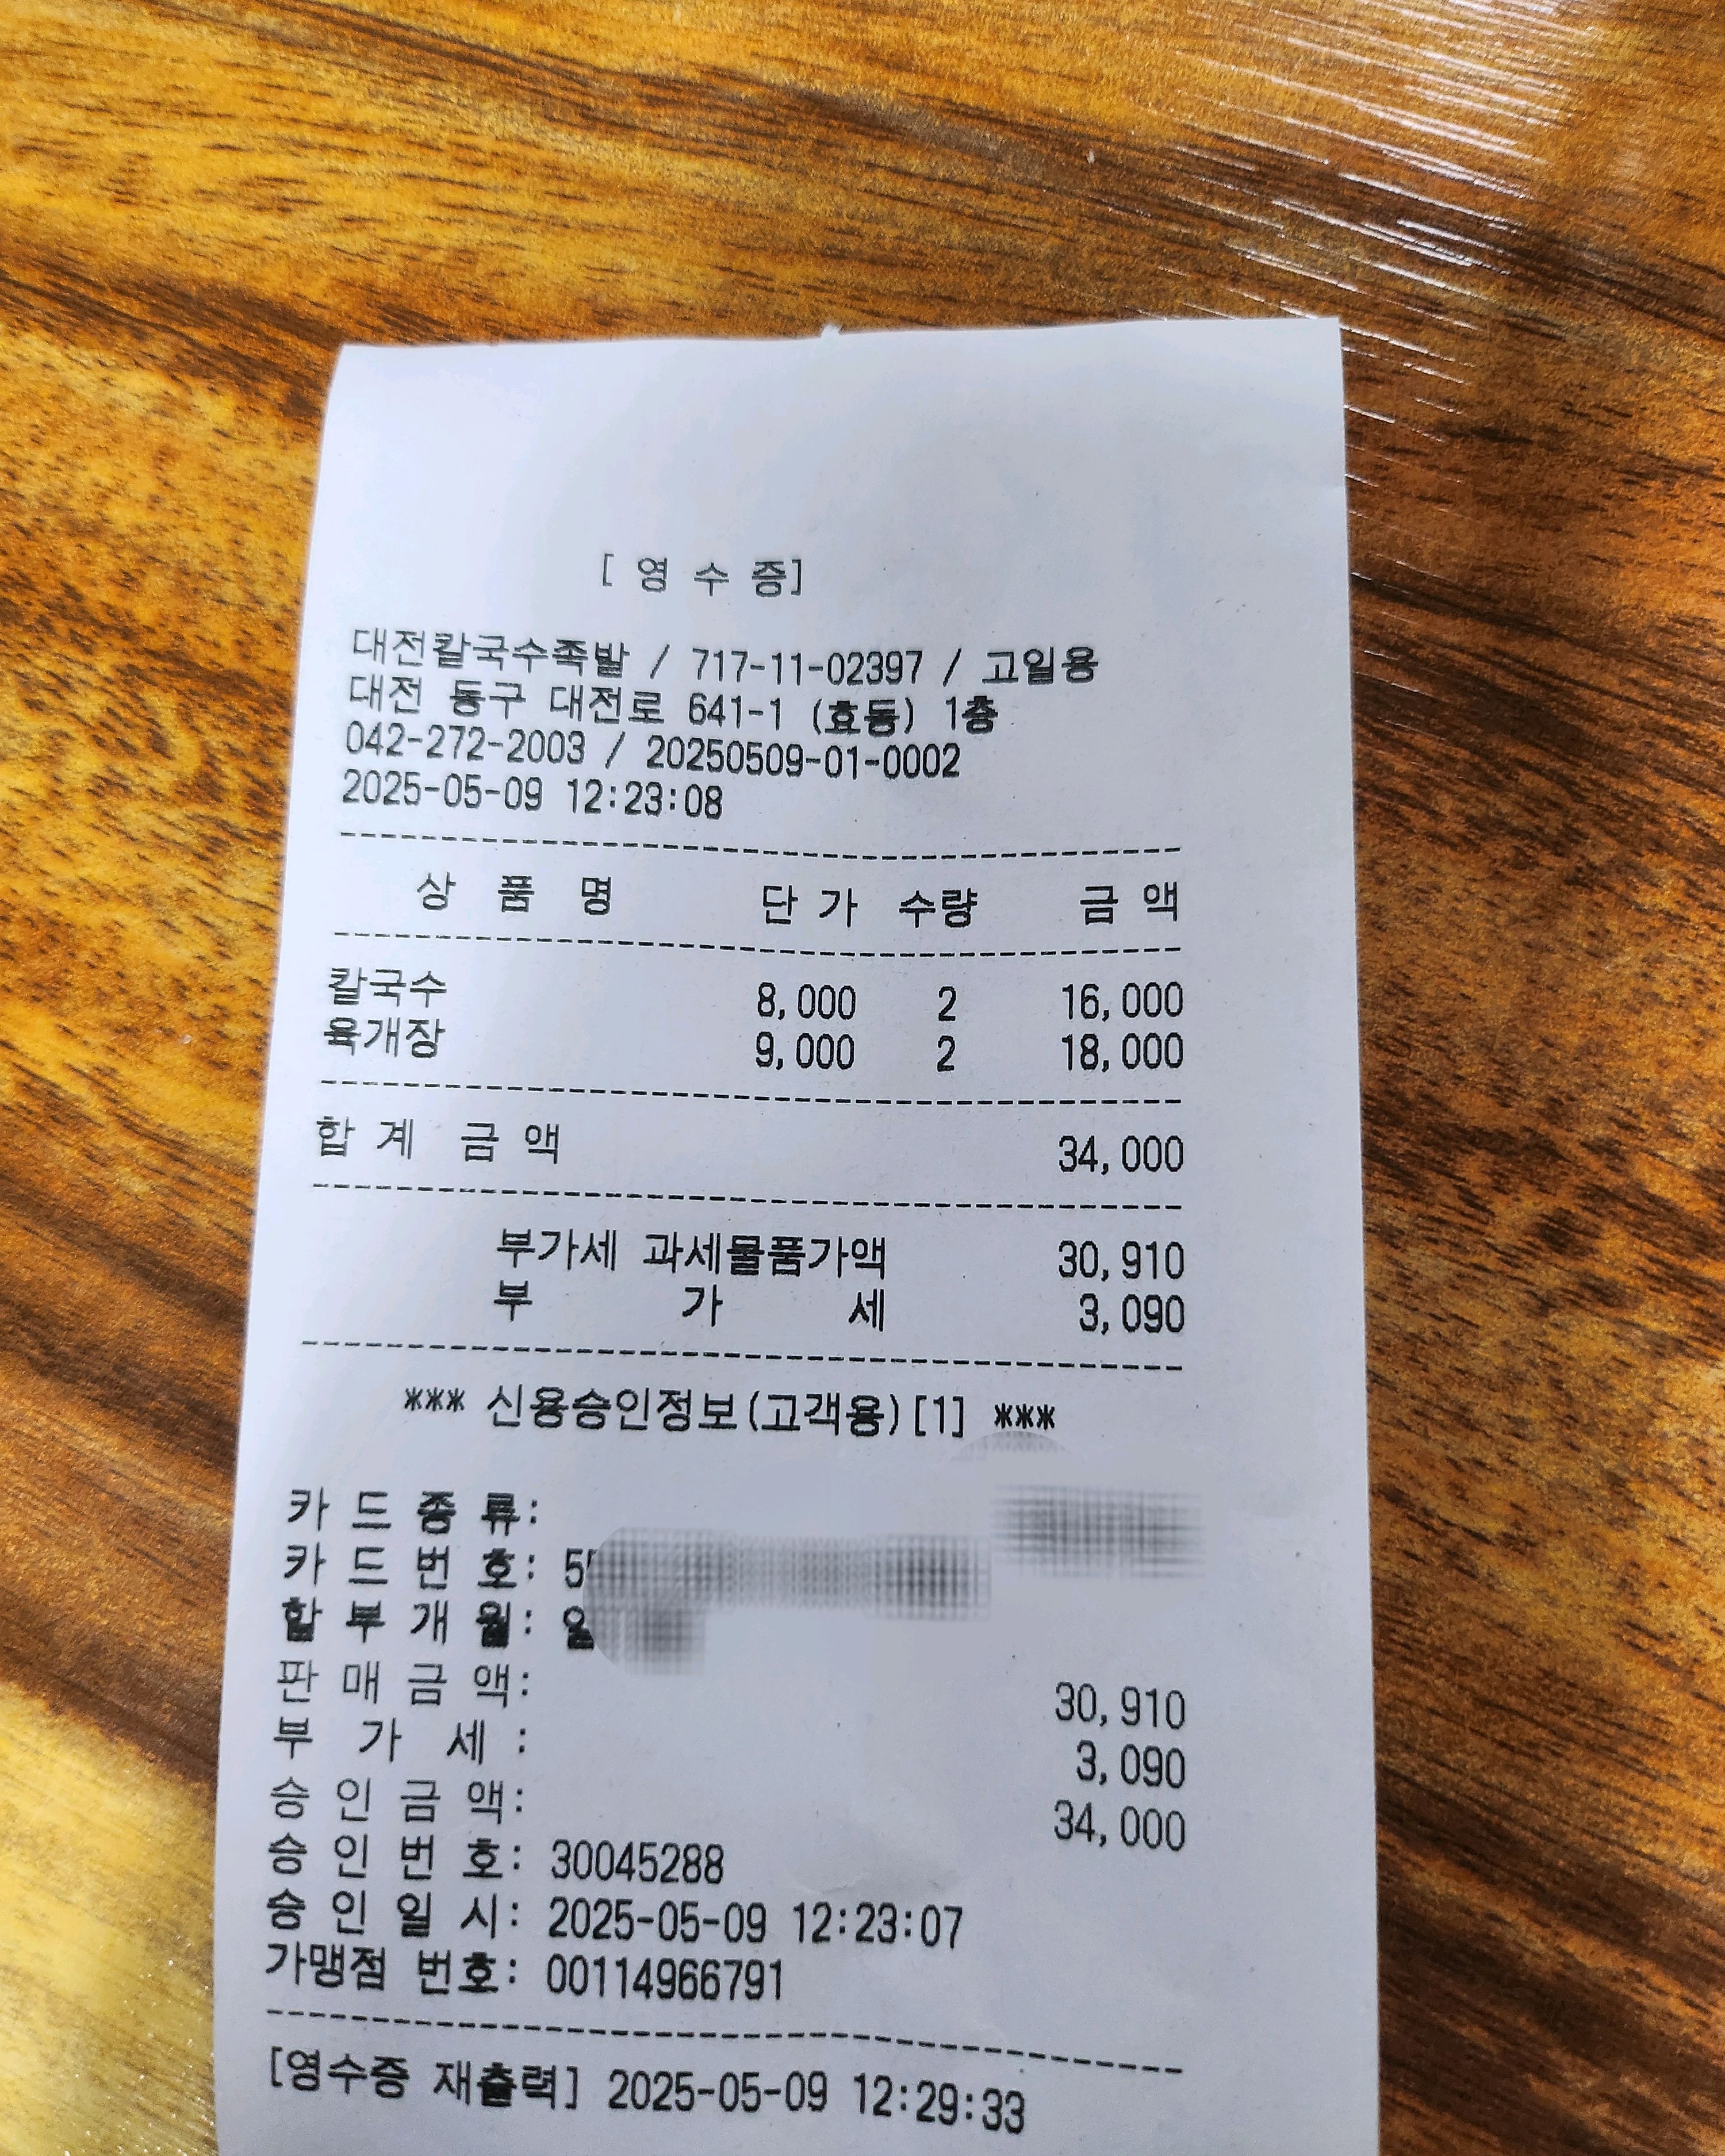 [ 영 수 증]
대전칼국수족발 / 717-11-02397 / 고일용
대전 동구 대전로 641-1 (효동) 1층
042-272-2003 / 20250509-01-0002
2025-05-09 12:23:08
상 품 명 단 가 수량 금 액
칼국수 8,000 2 16,000
육개장 9,000 2 18,000
합 계 금 액 34,000
부가세 과세물품가액 30,910
부 가 세 3,090
*** 신용승인정보(고객용)[1] ***
카 드 종 류:
카 드 번 호:
할 부 개 월:
판 매 금 액: 30,910
부 가 세 : 3,090
승 인 금 액: 34,000
승 인 번 호: 30045288
승 인 일 시: 2025-05-09 12:23:07
가맹점 번호: 00114966791
[영수증 재출력] 2025-05-09 12:29:33